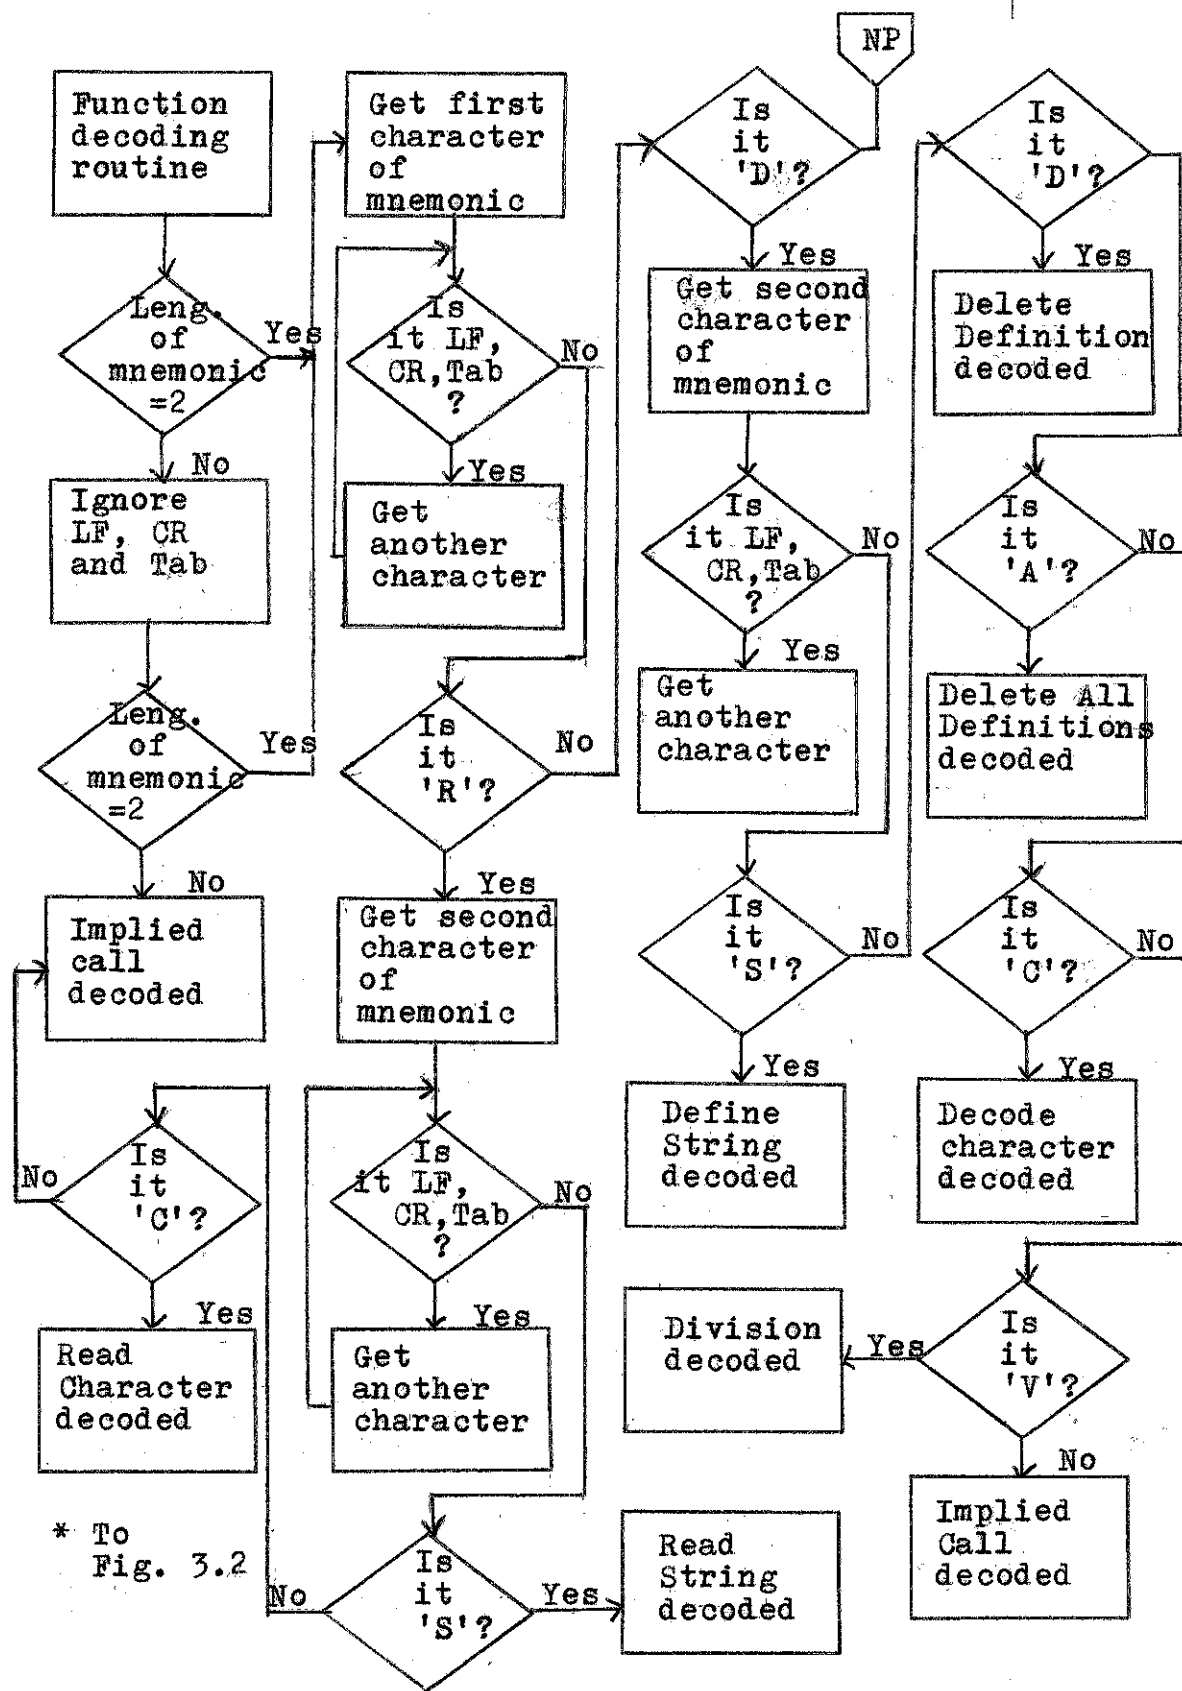 Function
decoding
routine
Leng.
of
mnemonic
=2
Yes
No
Ignore
LF, CR
and Tab
Leng.
of
mnemonic
=2
Yes
No
Implied
call
decoded
Is
it
'C'?
No
Yes
Read
Character
decoded
* To
Fig. 3.2
Get first
character
of
mnemonic
Is
it LF,
CR,Tab
?
No
Yes
Get
another
character
Is
it
'R'?
No
Yes
Get second
character
of
mnemonic
Is
it LF,
CR,Tab
?
No
Yes
Get
another
character
Is
it
'S'?
No
Yes
Read
String
decoded
NP
Is
it
'D'?
Yes
Get second
character
of
mnemonic
Is
it LF,
CR,Tab
?
No
Yes
Get
another
character
Is
it
'S'?
No
Yes
Define
String
decoded
Is
it
'D'?
Yes
Delete
Definition
decoded
Is
it
'A'?
No
Delete All
Definitions
decoded
Is
it
'C'?
No
Yes
Decode
character
decoded
Is
it
'V'?
Yes
Division
decoded
No
Implied
Call
decoded